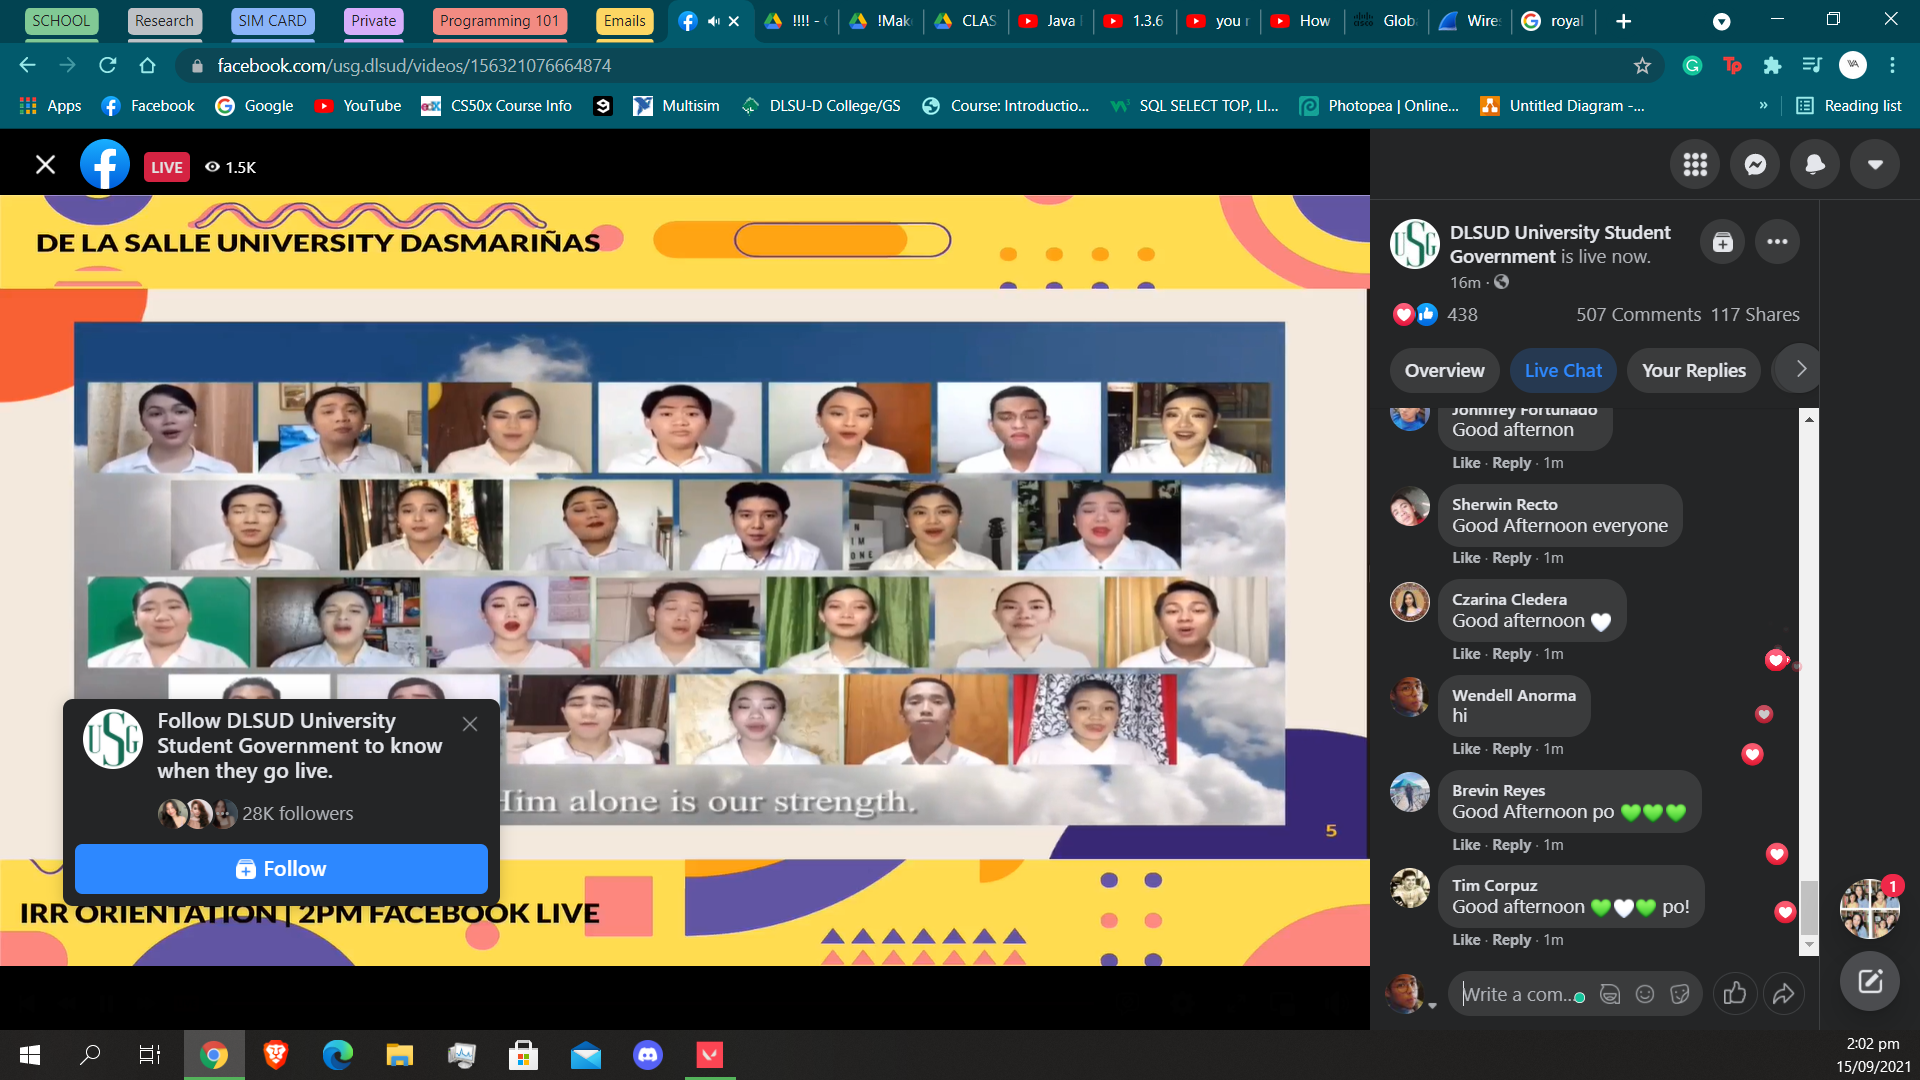 SCHOOL Research SIM CARD Private Programming 101 Emails !!!! - !Mak CLAS Java 1.3.6 you r How Glob Wire royal
facebook.com/usg.dlsud/videos/156321076664874
Apps Facebook Google YouTube CS50x Course Info Multisim DLSU-D College/GS Course: Introductio... SQL SELECT TOP, LI... Photopea | Online... Untitled Diagram -... » Reading list
LIVE 1.5K
DE LA SALLE UNIVERSITY DASMARIÑAS
Him alone is our strength.
5
Follow DLSUD University
Student Government to know
when they go live.
28K followers
Follow
IRR ORIENTATION | 2PM FACEBOOK LIVE
DLSUD University Student
Government is live now.
16m ·
438 507 Comments 117 Shares
Overview Live Chat Your Replies
Johnfrey Fortunado
Good afternon
Like · Reply · 1m
Sherwin Recto
Good Afternoon everyone
Like · Reply · 1m
Czarina Cledera
Good afternoon 🤍
Like · Reply · 1m
Wendell Anorma
hi
Like · Reply · 1m
Brevin Reyes
Good Afternoon po 💚💚💚
Like · Reply · 1m
Tim Corpuz
Good afternoon 💚🤍💚 po!
Like · Reply · 1m
Write a com...
1
2:02 pm
15/09/2021